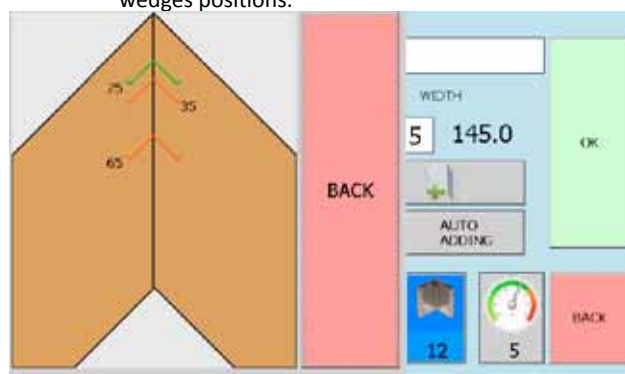 wedges positions.
75
35
65
BACK
WIDTH
5 145.0
OK
AUTO
ADDING
12
5
BACK